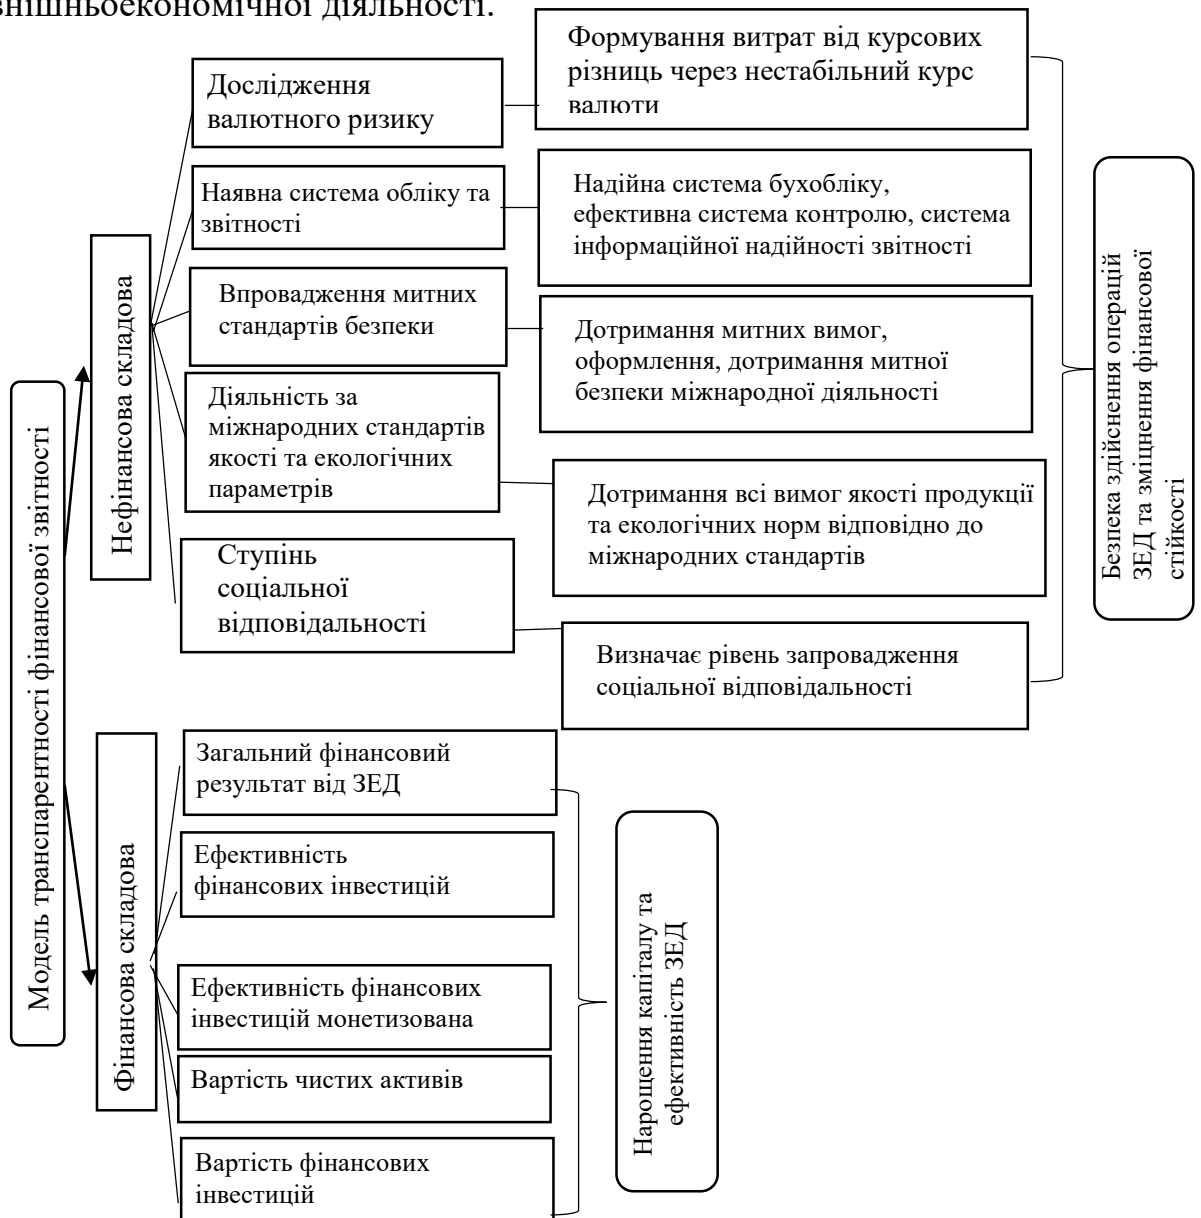 внішньоекономічної діяльності.
Формування витрат від курсових
різниць через нестабільний курс
валюти
Дослідження
валютного ризику
Наявна система обліку та
звітності
Надійна система бухобліку,
ефективна система контролю, система
інформаційної надійності звітності
Впровадження митних
стандартів безпеки
Дотримання митних вимог,
оформлення, дотримання митної
безпеки міжнародної діяльності
Діяльність за
міжнародних стандартів
якості та екологічних
параметрів
Дотримання всі вимог якості продукції
та екологічних норм відповідно до
міжнародних стандартів
Ступінь
соціальної
відповідальності
Визначає рівень запровадження
соціальної відповідальності
Нефінансова складова
Безпека здійснення операцій
ЗЕД та зміцнення фінансової
стійкості
Модель транспарентності фінансової звітності
Фінансова складова
Загальний фінансовий
результат від ЗЕД
Ефективність
фінансових інвестицій
Ефективність фінансових
інвестицій монетизована
Вартість чистих активів
Вартість фінансових
інвестицій
Нарощення капіталу та
ефективність ЗЕД